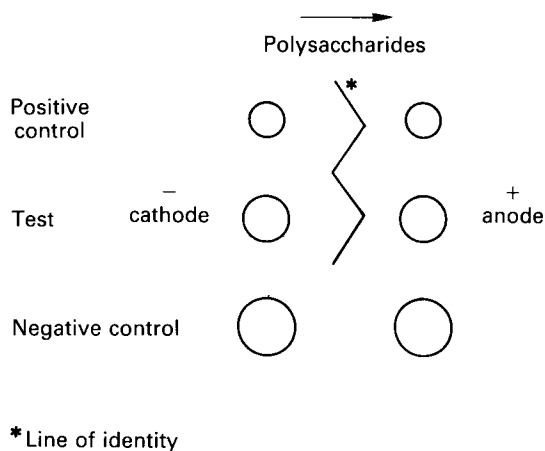 Polysaccharides
*
Positive
control
− +
Test cathode anode
Negative control
*Line of identity